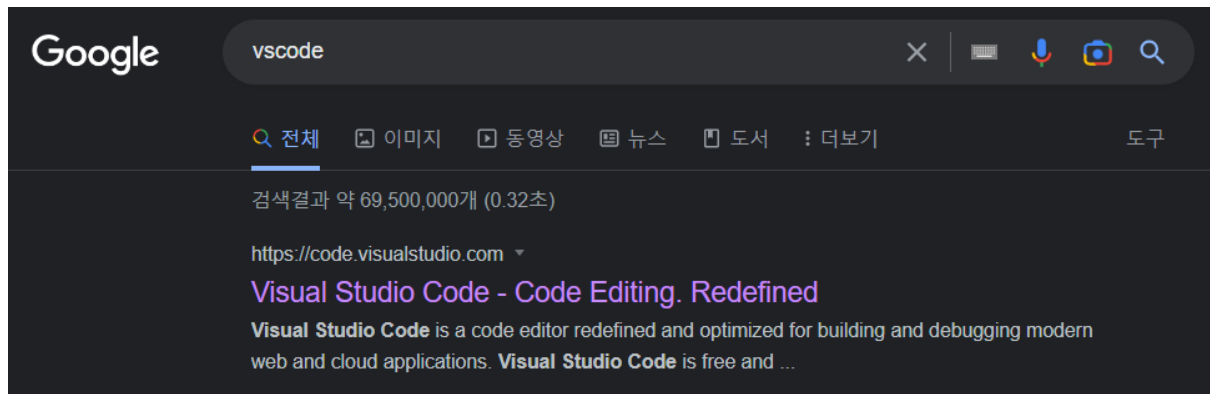 Google
vscode
전체 이미지 동영상 뉴스 도서 더보기 도구
검색결과 약 69,500,000개 (0.32초)
https://code.visualstudio.com
Visual Studio Code - Code Editing. Redefined
Visual Studio Code is a code editor redefined and optimized for building and debugging modern
web and cloud applications. Visual Studio Code is free and ...